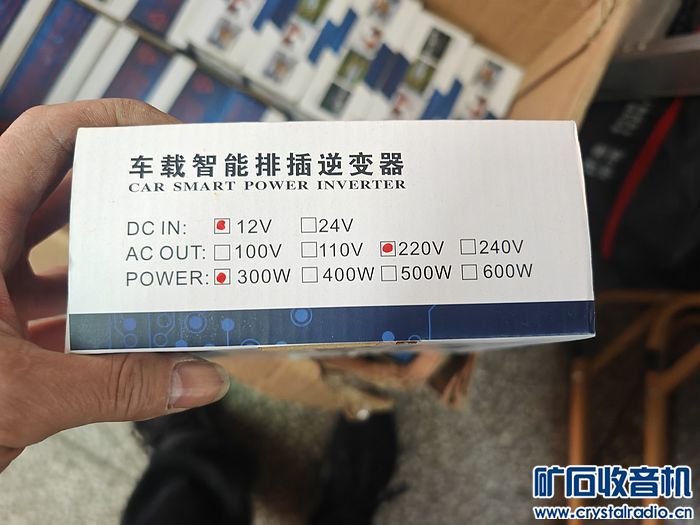 车载智能排插逆变器
CAR SMART POWER INVERTER
DC IN: 12V 24V
AC OUT: 100V 110V 220V 240V
POWER: 300W 400W 500W 600W
矿石收音机
www.crystalradio.cn